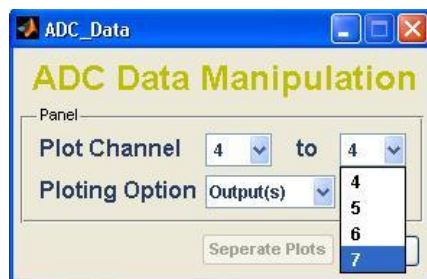 ADC_Data
ADC Data Manipulation
Panel
Plot Channel 4 to 4
Ploting Option Output(s)
4
5
6
7
Seperate Plots